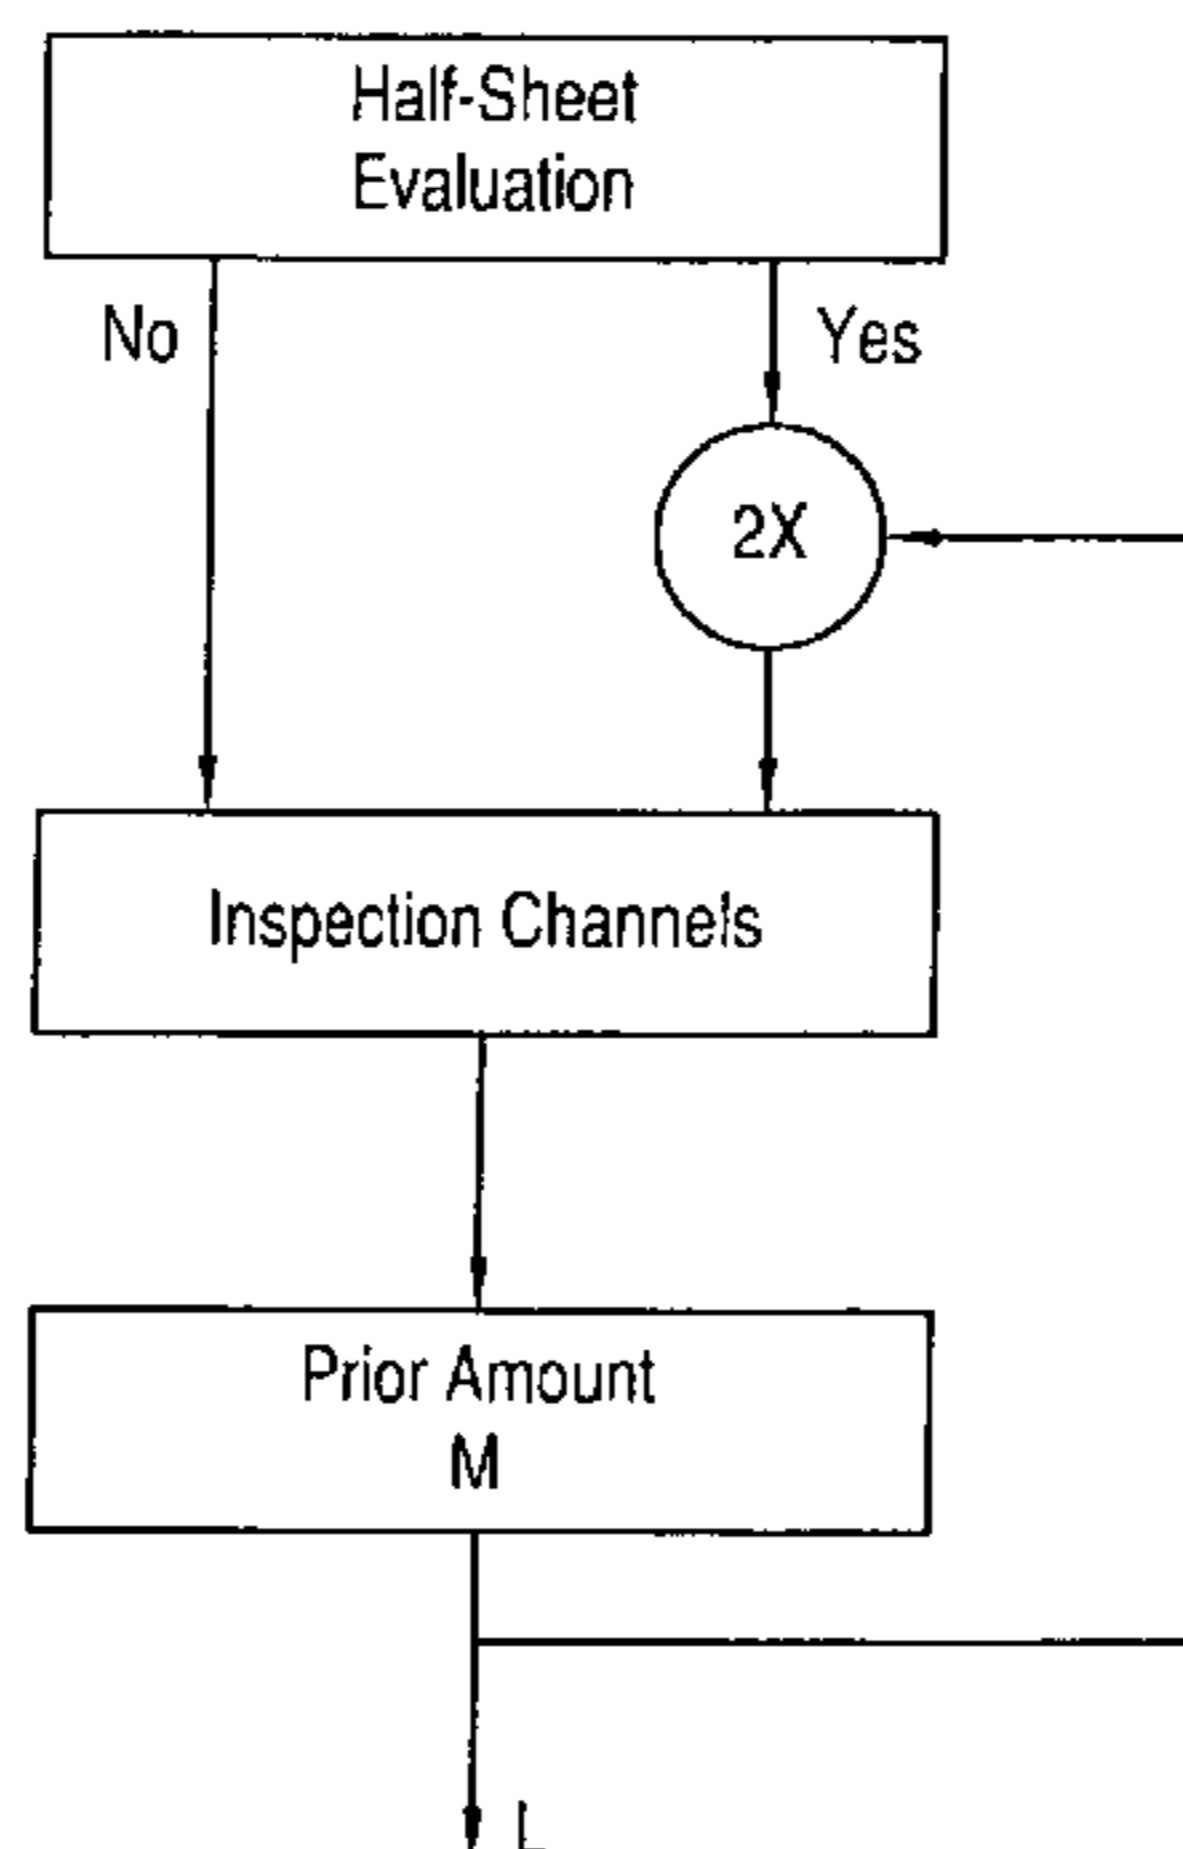 Half-Sheet
Evaluation
No
Yes
2X
Inspection Channels
Prior Amount
M